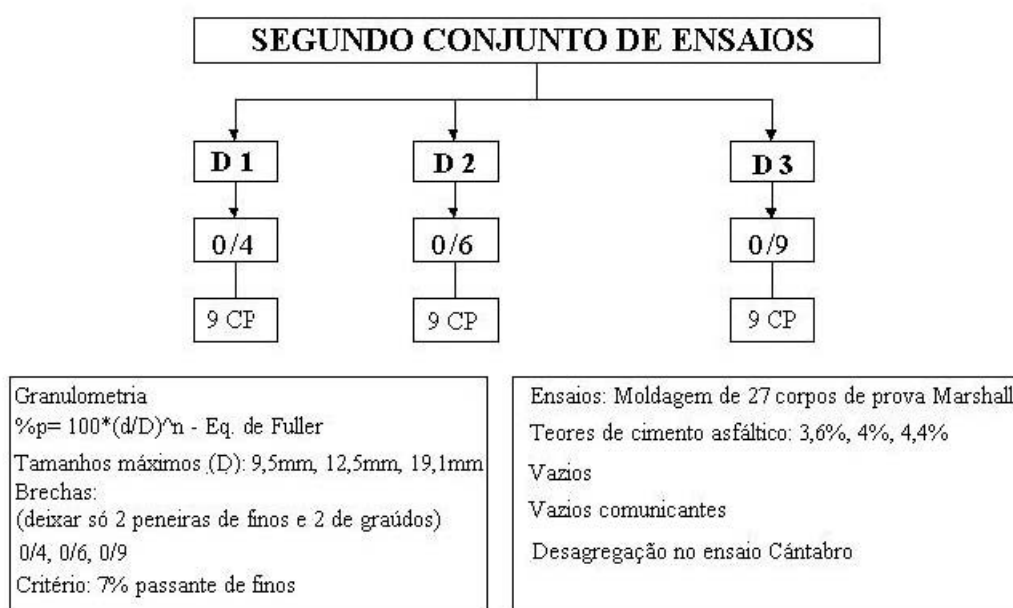 SEGUNDO CONJUNTO DE ENSAIOS
D 1
D 2
D 3
0/4
0/6
0/9
9 CP
9 CP
9 CP
Granulometria
%p= 100*(d/D)^n - Eq. de Fuller
Tamanhos máximos (D): 9,5mm, 12,5mm, 19,1mm
Brechas:
(deixar só 2 peneiras de finos e 2 de graúdos)
0/4, 0/6, 0/9
Critério: 7% passante de finos
Ensaios: Moldagem de 27 corpos de prova Marshall
Teores de cimento asfáltico: 3,6%, 4%, 4,4%
Vazios
Vazios comunicantes
Desagregação no ensaio Cántabro